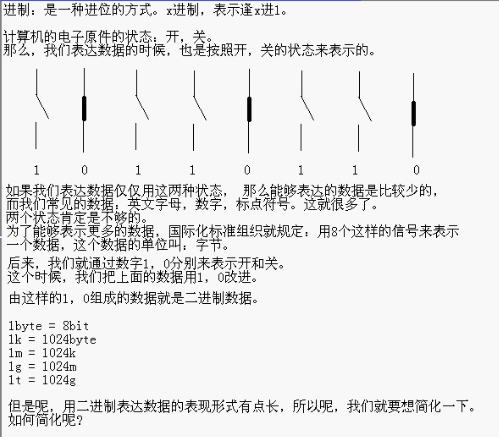 进制：是一种进位的方式。x进制，表示逢x进1。
计算机的电子原件的状态：开，关。
那么，我们表达数据的时候，也是按照开，关的状态来表示的。
1 0 1 1 0 1 1 0
如果我们表达数据仅仅用这两种状态， 那么能够表达的数据是比较少的，
而我们常见的数据：英文字母，数字，标点符号。这就很多了。
两个状态肯定是不够的。
为了能够表示更多的数据，国际化标准组织就规定：用8个这样的信号来表示
一个数据，这个数据的单位叫：字节。
后来，我们就通过数字1，0分别来表示开和关。
这个时候，我们把上面的数据用1，0改进。
由这样的1，0组成的数据就是二进制数据。
1byte = 8bit
1k = 1024byte
1m = 1024k
1g = 1024m
1t = 1024g
但是呢，用二进制表达数据的表现形式有点长，所以呢，我们就要想简化一下。
如何简化呢？